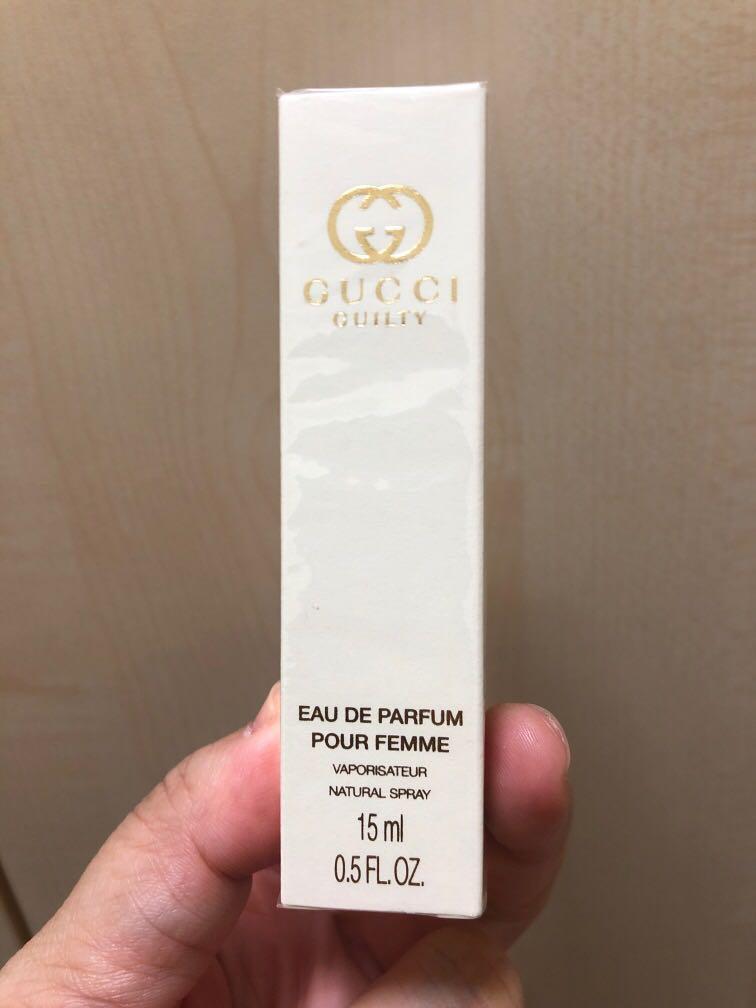 GUCCI
GUILTY
EAU DE PARFUM
POUR FEMME
VAPORISATEUR
NATURAL SPRAY
15 ml
0.5 FL. OZ.